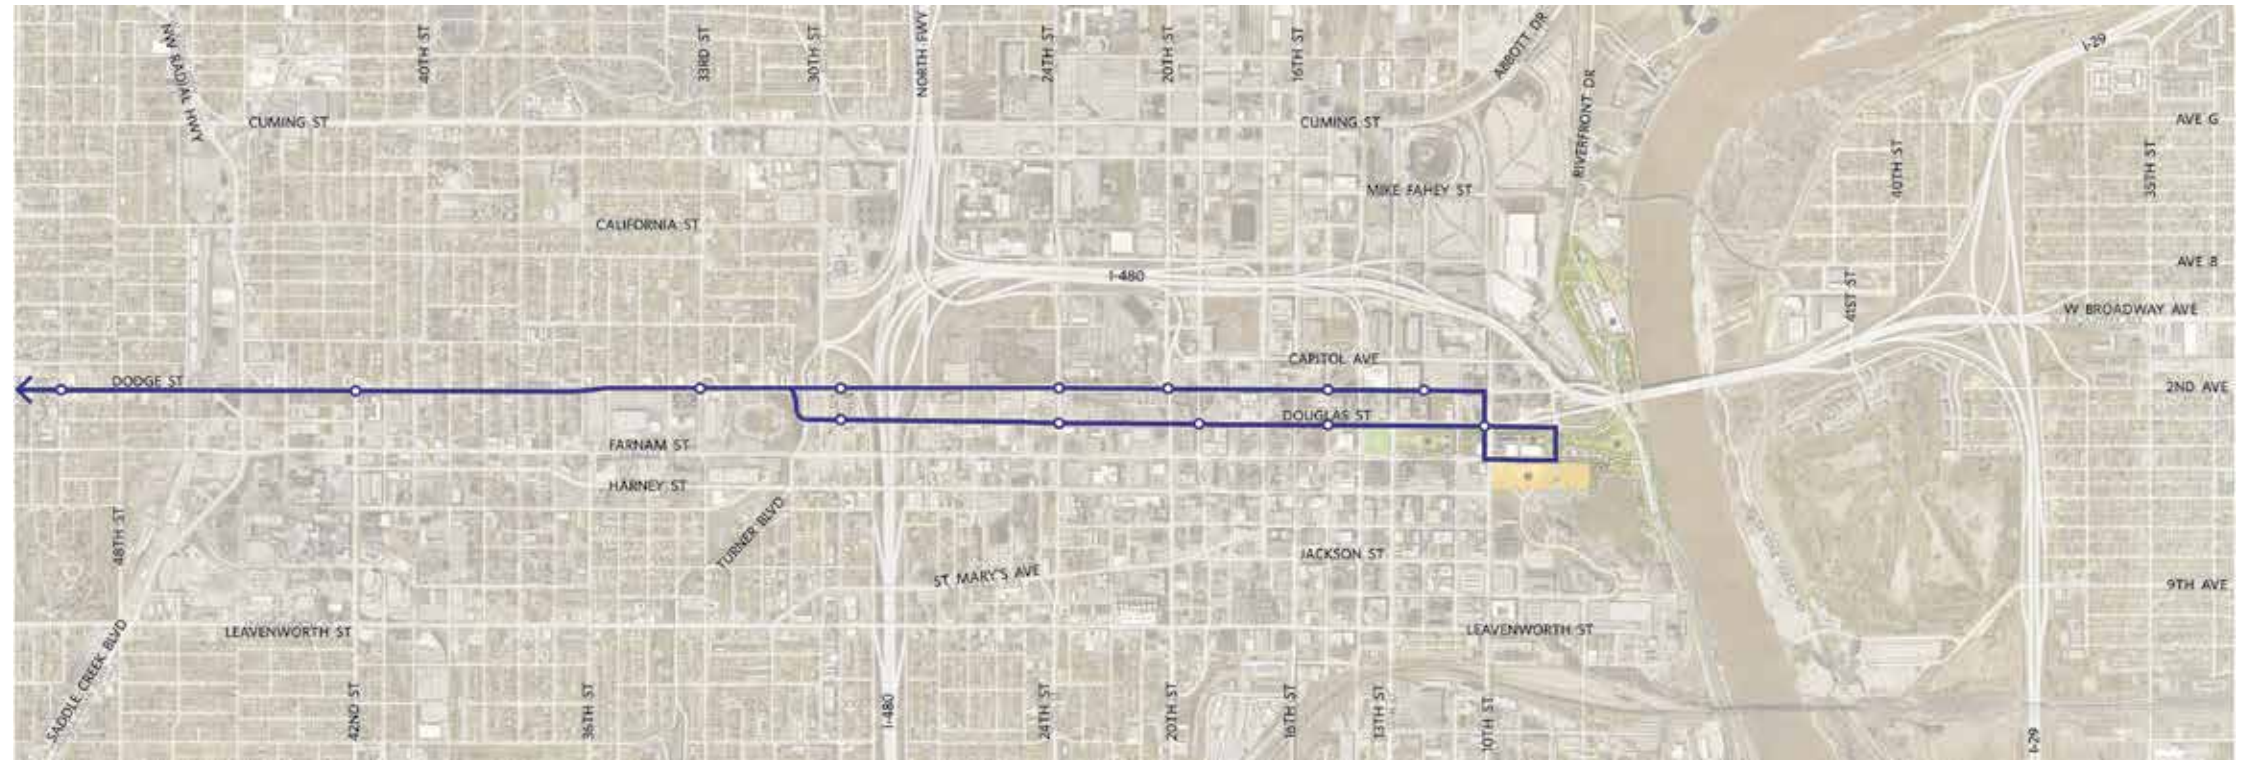 NW RADIAL HWY
40TH ST
33RD ST
30TH ST
NORTH FWY
24TH ST
20TH ST
16TH ST
ABBOTT DR
RIVERFRONT DR
I-29
CUMING ST
CUMING ST
AVE G
40TH ST
35TH ST
MIKE FAHEY ST
CALIFORNIA ST
I-480
AVE B
41ST ST
W BROADWAY AVE
CAPITOL AVE
DODGE ST
2ND AVE
DOUGLAS ST
FARNAM ST
HARNEY ST
48TH ST
TURNER BLVD
JACKSON ST
ST MARY'S AVE
9TH AVE
LEAVENWORTH ST
LEAVENWORTH ST
SADDLE CREEK BLVD
42ND ST
36TH ST
I-480
24TH ST
20TH ST
16TH ST
13TH ST
10TH ST
I-29